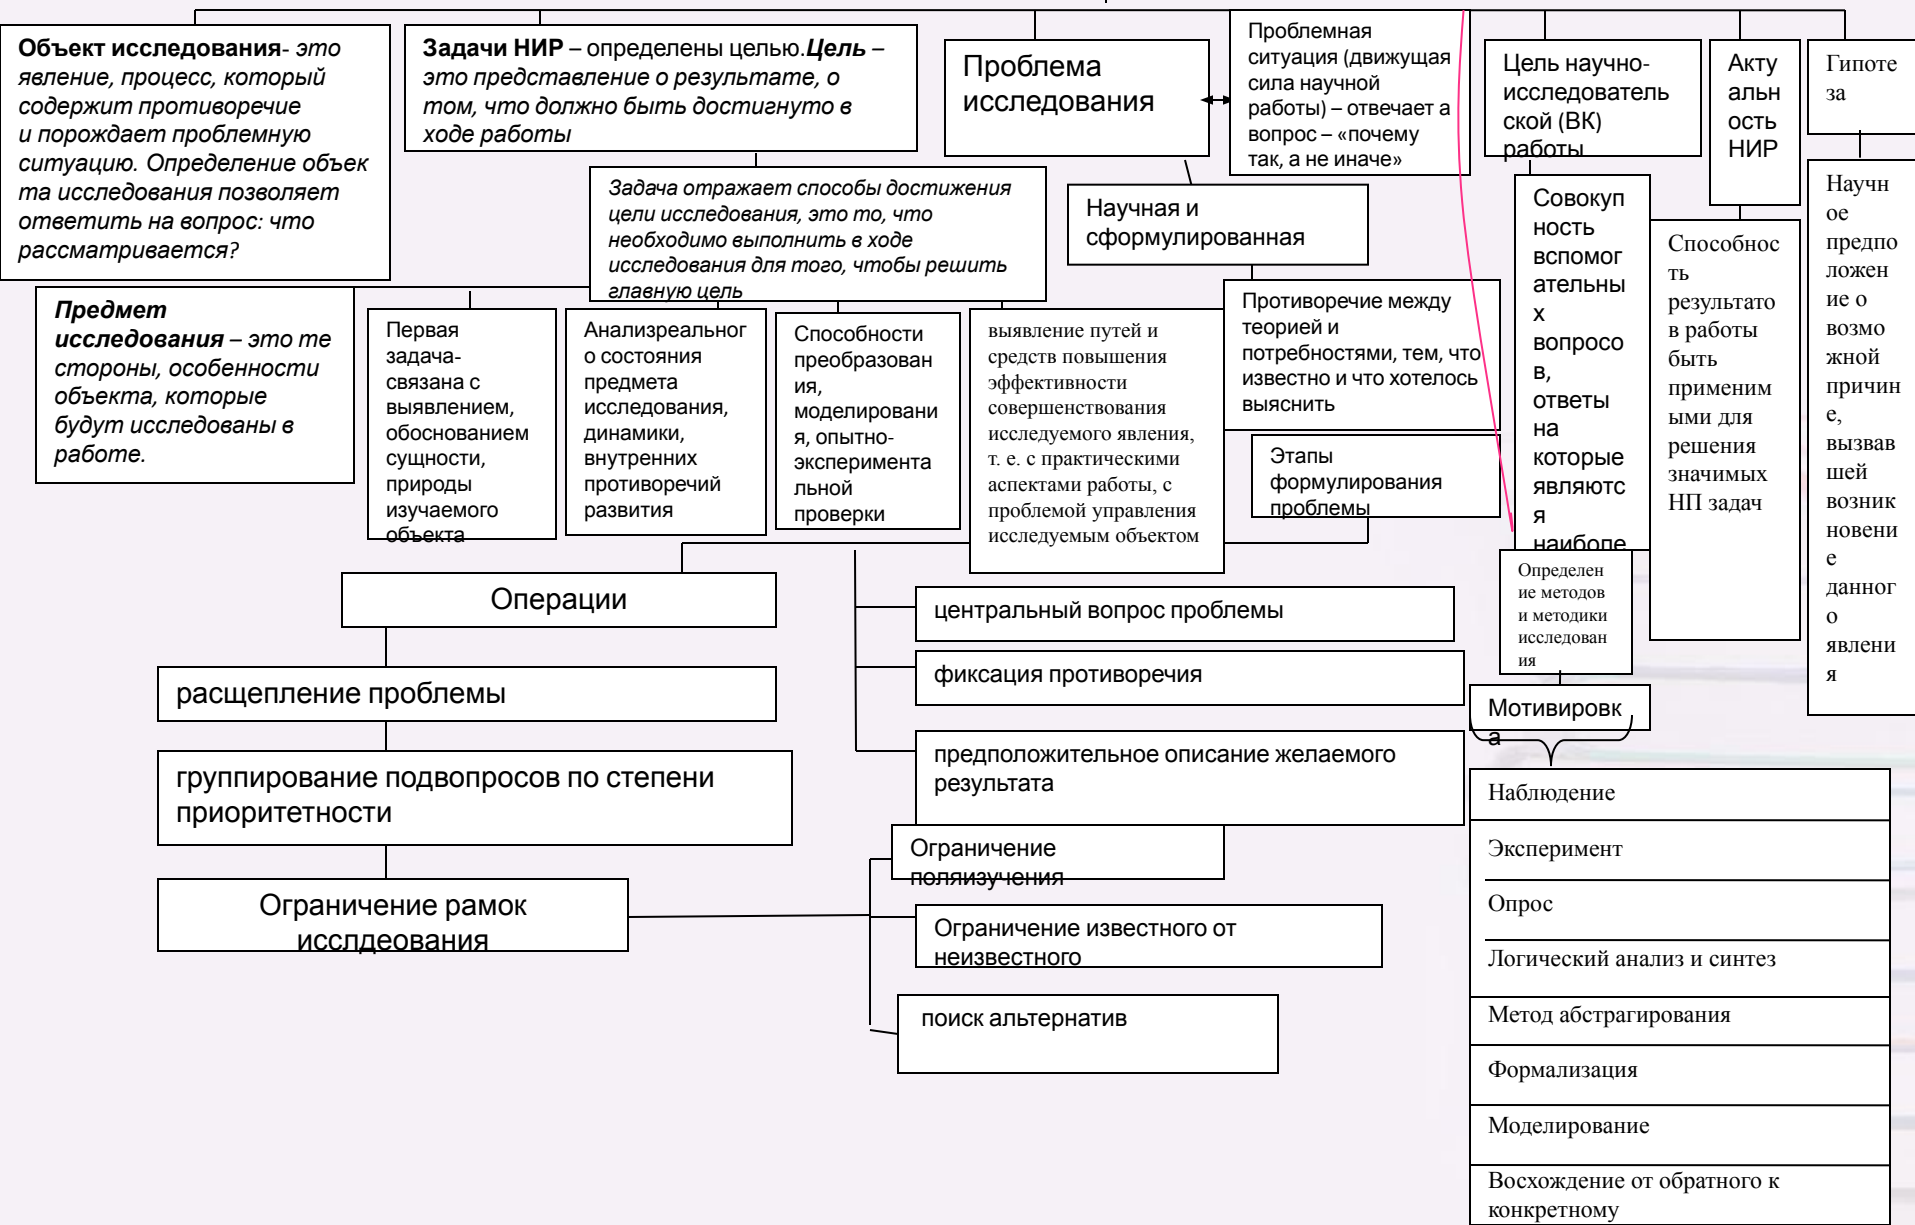 Объект исследования- это
явление, процесс, который
содержит противоречие
и порождает проблемную
ситуацию. Определение объек
та исследования позволяет
ответить на вопрос: что
рассматривается?
Предмет
исследования – это те
стороны, особенности
объекта, которые
будут исследованы в
работе.
Задачи НИР – определены целью.Цель –
это представление о результате, о
том, что должно быть достигнуто в
ходе работы
Задача отражает способы достижения
цели исследования, это то, что
необходимо выполнить в ходе
исследования для того, чтобы решить
главную цель
Первая
задача-
связана с
выявлением,
обоснованием
сущности,
природы
изучаемого
объекта
Анализреальног
о состояния
предмета
исследования,
динамики,
внутренних
противоречий
развития
Способности
преобразован
ия,
моделировани
я, опытно-
эксперимента
льной
проверки
выявление путей и
средств повышения
эффективности
совершенствования
исследуемого явления,
т. е. с практическими
аспектами работы, с
проблемой управления
исследуемым объектом
Проблема
исследования
Проблемная
ситуация (движущая
сила научной
работы) – отвечает а
вопрос – «почему
так, а не иначе»
Научная и
сформулированная
Противоречие между
теорией и
потребностями, тем, что
известно и что хотелось
выяснить
Этапы
формулирования
проблемы
Цель научно-
исследователь
ской (ВК)
работы
Совокуп
ность
вспомог
ательны
х
вопросо
в,
ответы
на
которые
являютс
я
наиболе
Определен
ие методов
и методики
исследован
ия
Мотивировк
а
Наблюдение
Эксперимент
Опрос
Логический анализ и синтез
Метод абстрагирования
Формализация
Моделирование
Восхождение от обратного к
конкретному
Акту
альн
ость
НИР
Способнос
ть
результато
в работы
быть
применим
ыми для
решения
значимых
НП задач
Гипоте
за
Научн
ое
предпо
ложен
ие о
возмо
жной
причин
е,
вызвав
шей
возник
новени
е
данног
о
явлени
я
Операции
расщепление проблемы
группирование подвопросов по степени
приоритетности
Ограничение рамок
исслдеования
центральный вопрос проблемы
фиксация противоречия
предположительное описание желаемого
результата
Ограничение
поляизучения
Ограничение известного от
неизвестного
поиск альтернатив